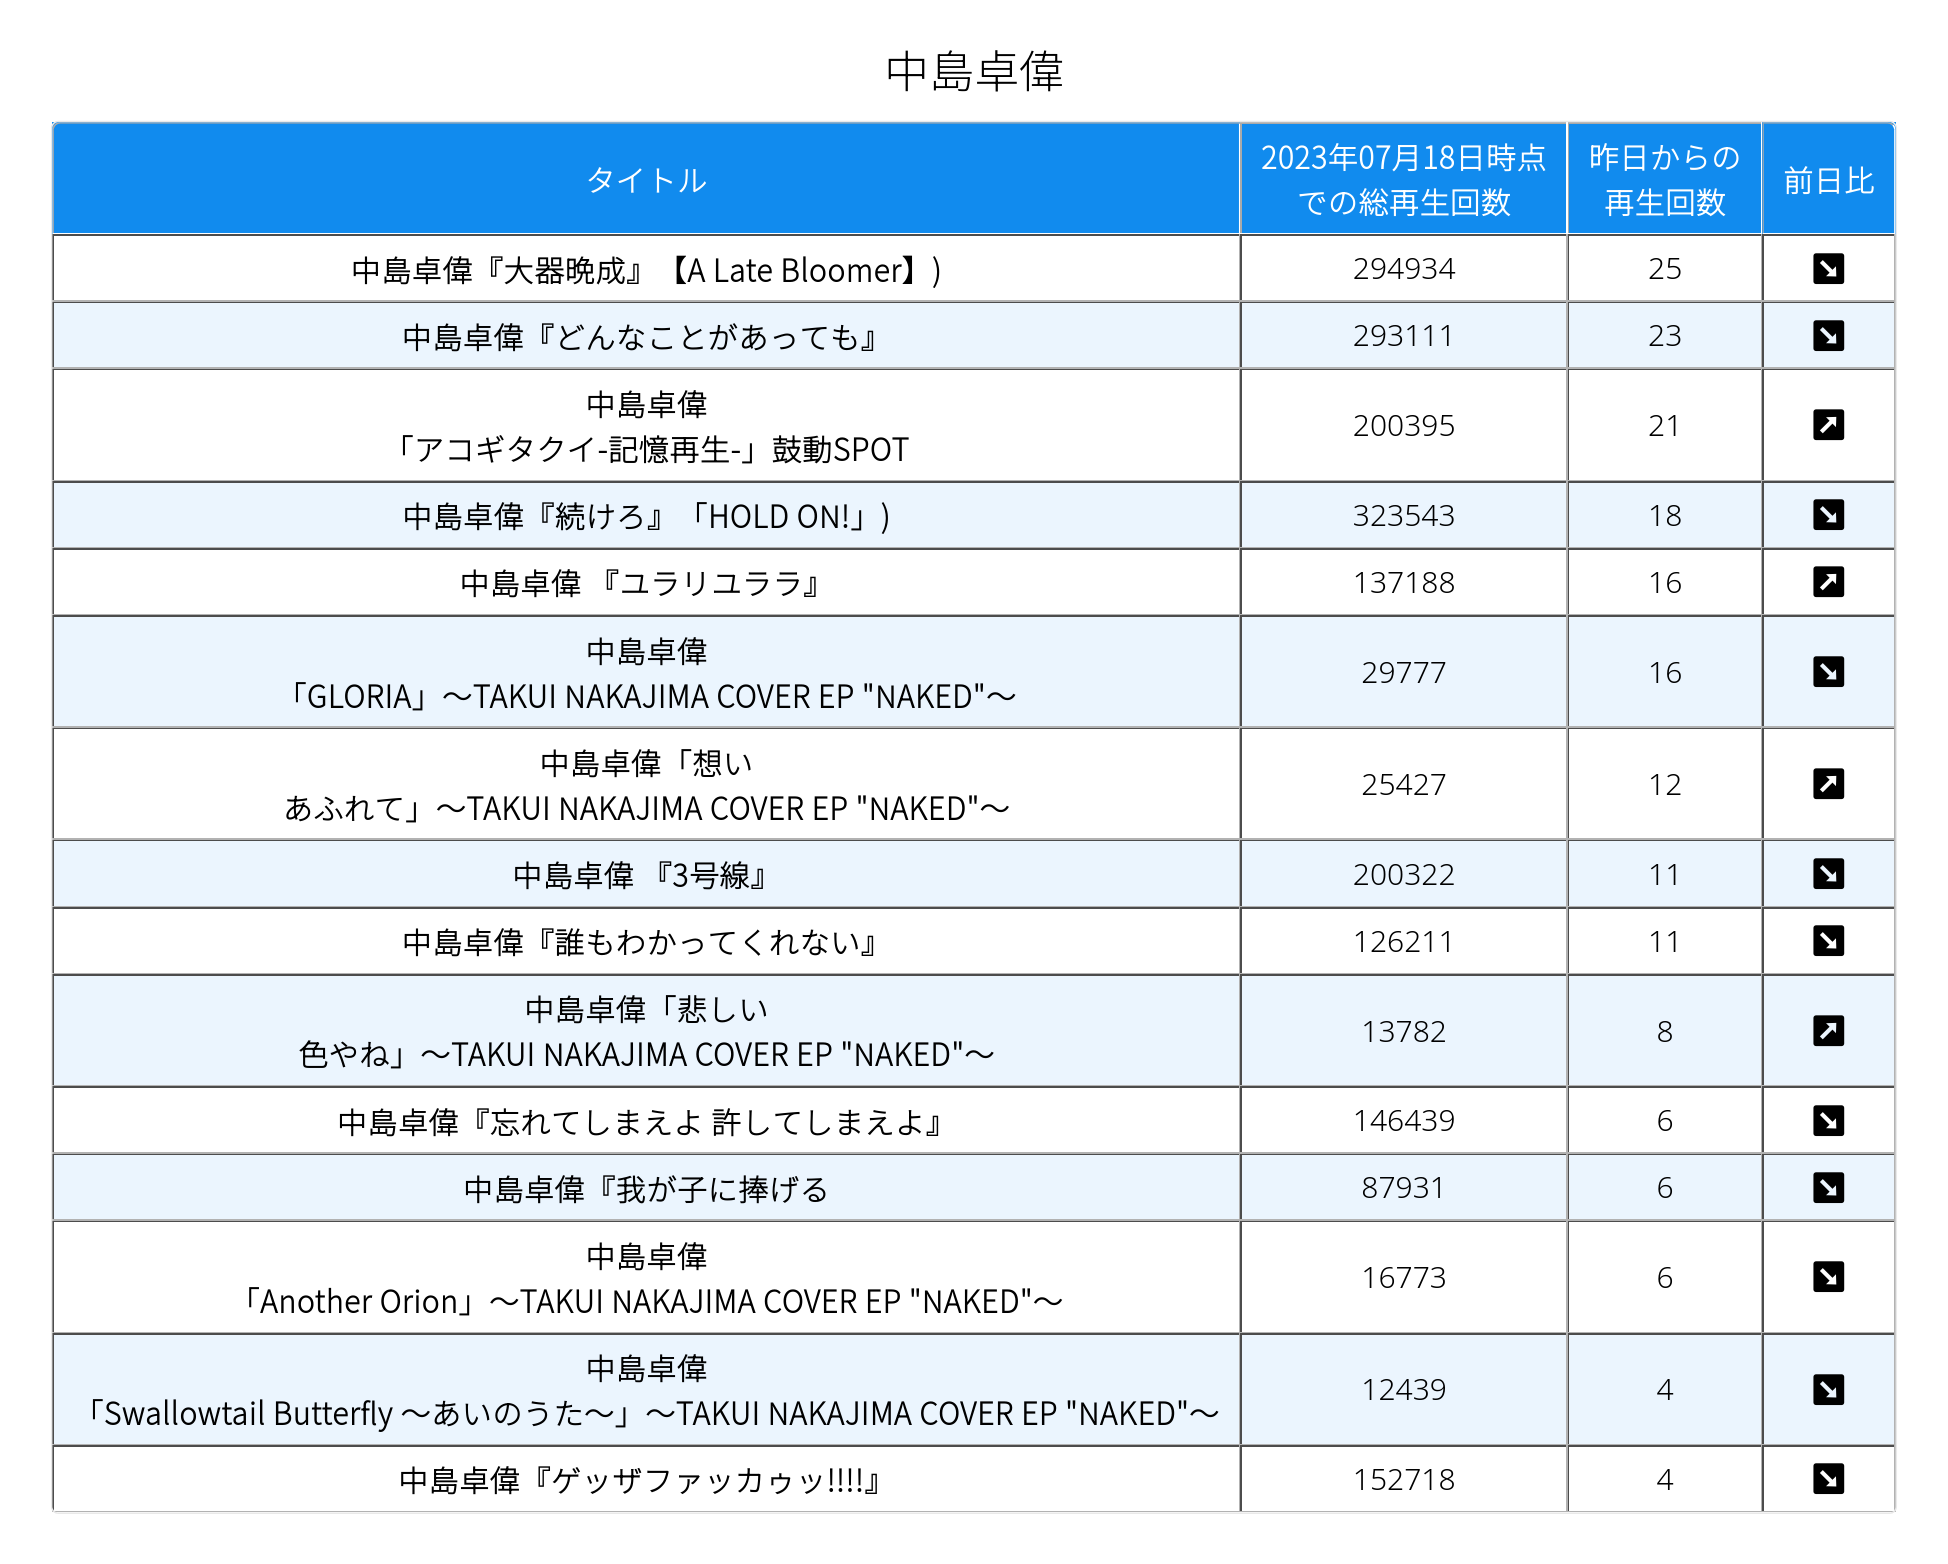 中島卓偉
タイトル
2023年07月18日時点
での総再生回数
昨日からの
再生回数
前日比
中島卓偉『大器晩成』【A Late Bloomer】)
294934
25
中島卓偉『どんなことがあっても』
293111
23
中島卓偉
「アコギタクイ-記憶再生-」鼓動SPOT
200395
21
中島卓偉『続けろ』「HOLD ON!」)
323543
18
中島卓偉 『ユラリユララ』
137188
16
中島卓偉
「GLORIA」〜TAKUI NAKAJIMA COVER EP "NAKED"〜
29777
16
中島卓偉「想い
あふれて」〜TAKUI NAKAJIMA COVER EP "NAKED"〜
25427
12
中島卓偉 『3号線』
200322
11
中島卓偉『誰もわかってくれない』
126211
11
中島卓偉「悲しい
色やね」〜TAKUI NAKAJIMA COVER EP "NAKED"〜
13782
8
中島卓偉『忘れてしまえよ 許してしまえよ』
146439
6
中島卓偉『我が子に捧げる
87931
6
中島卓偉
「Another Orion」〜TAKUI NAKAJIMA COVER EP "NAKED"〜
16773
6
中島卓偉
「Swallowtail Butterfly 〜あいのうた〜」〜TAKUI NAKAJIMA COVER EP "NAKED"〜
12439
4
中島卓偉『ゲッザファッカゥッ!!!!』
152718
4